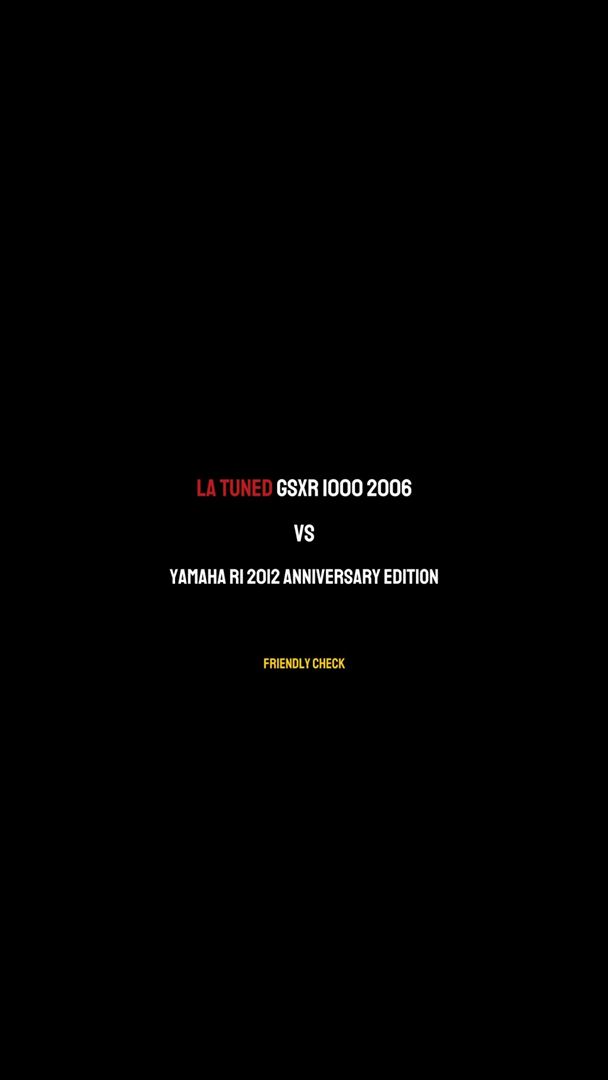 LA TUNED GSXR 1000 2006
VS
YAMAHA R1 2012 ANNIVERSARY EDITION
FRIENDLY CHECK